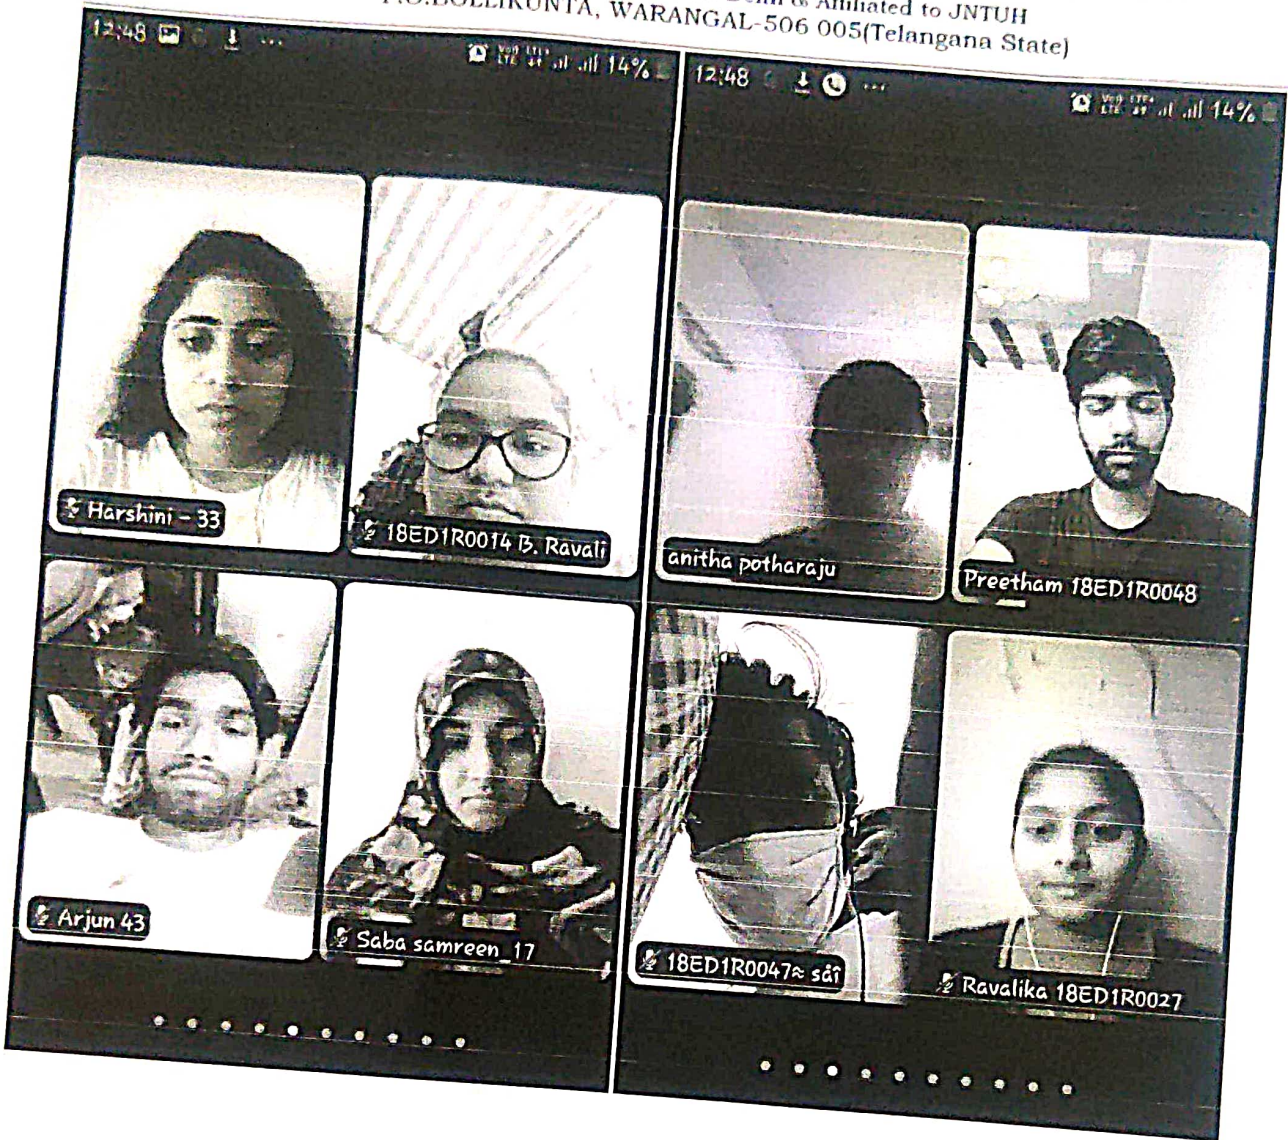 & Affiliated to JNTUH
WARANGAL-506 005(Telangana State)
12:48
14%
Harshini - 33
18ED1R0014 B. Ravali
Arjun 43
Saba samreen_17
12:48
14%
anitha potharaju
Preetham 18ED1R0048
18ED1R0047≈ sâî
Ravalika 18ED1R0027